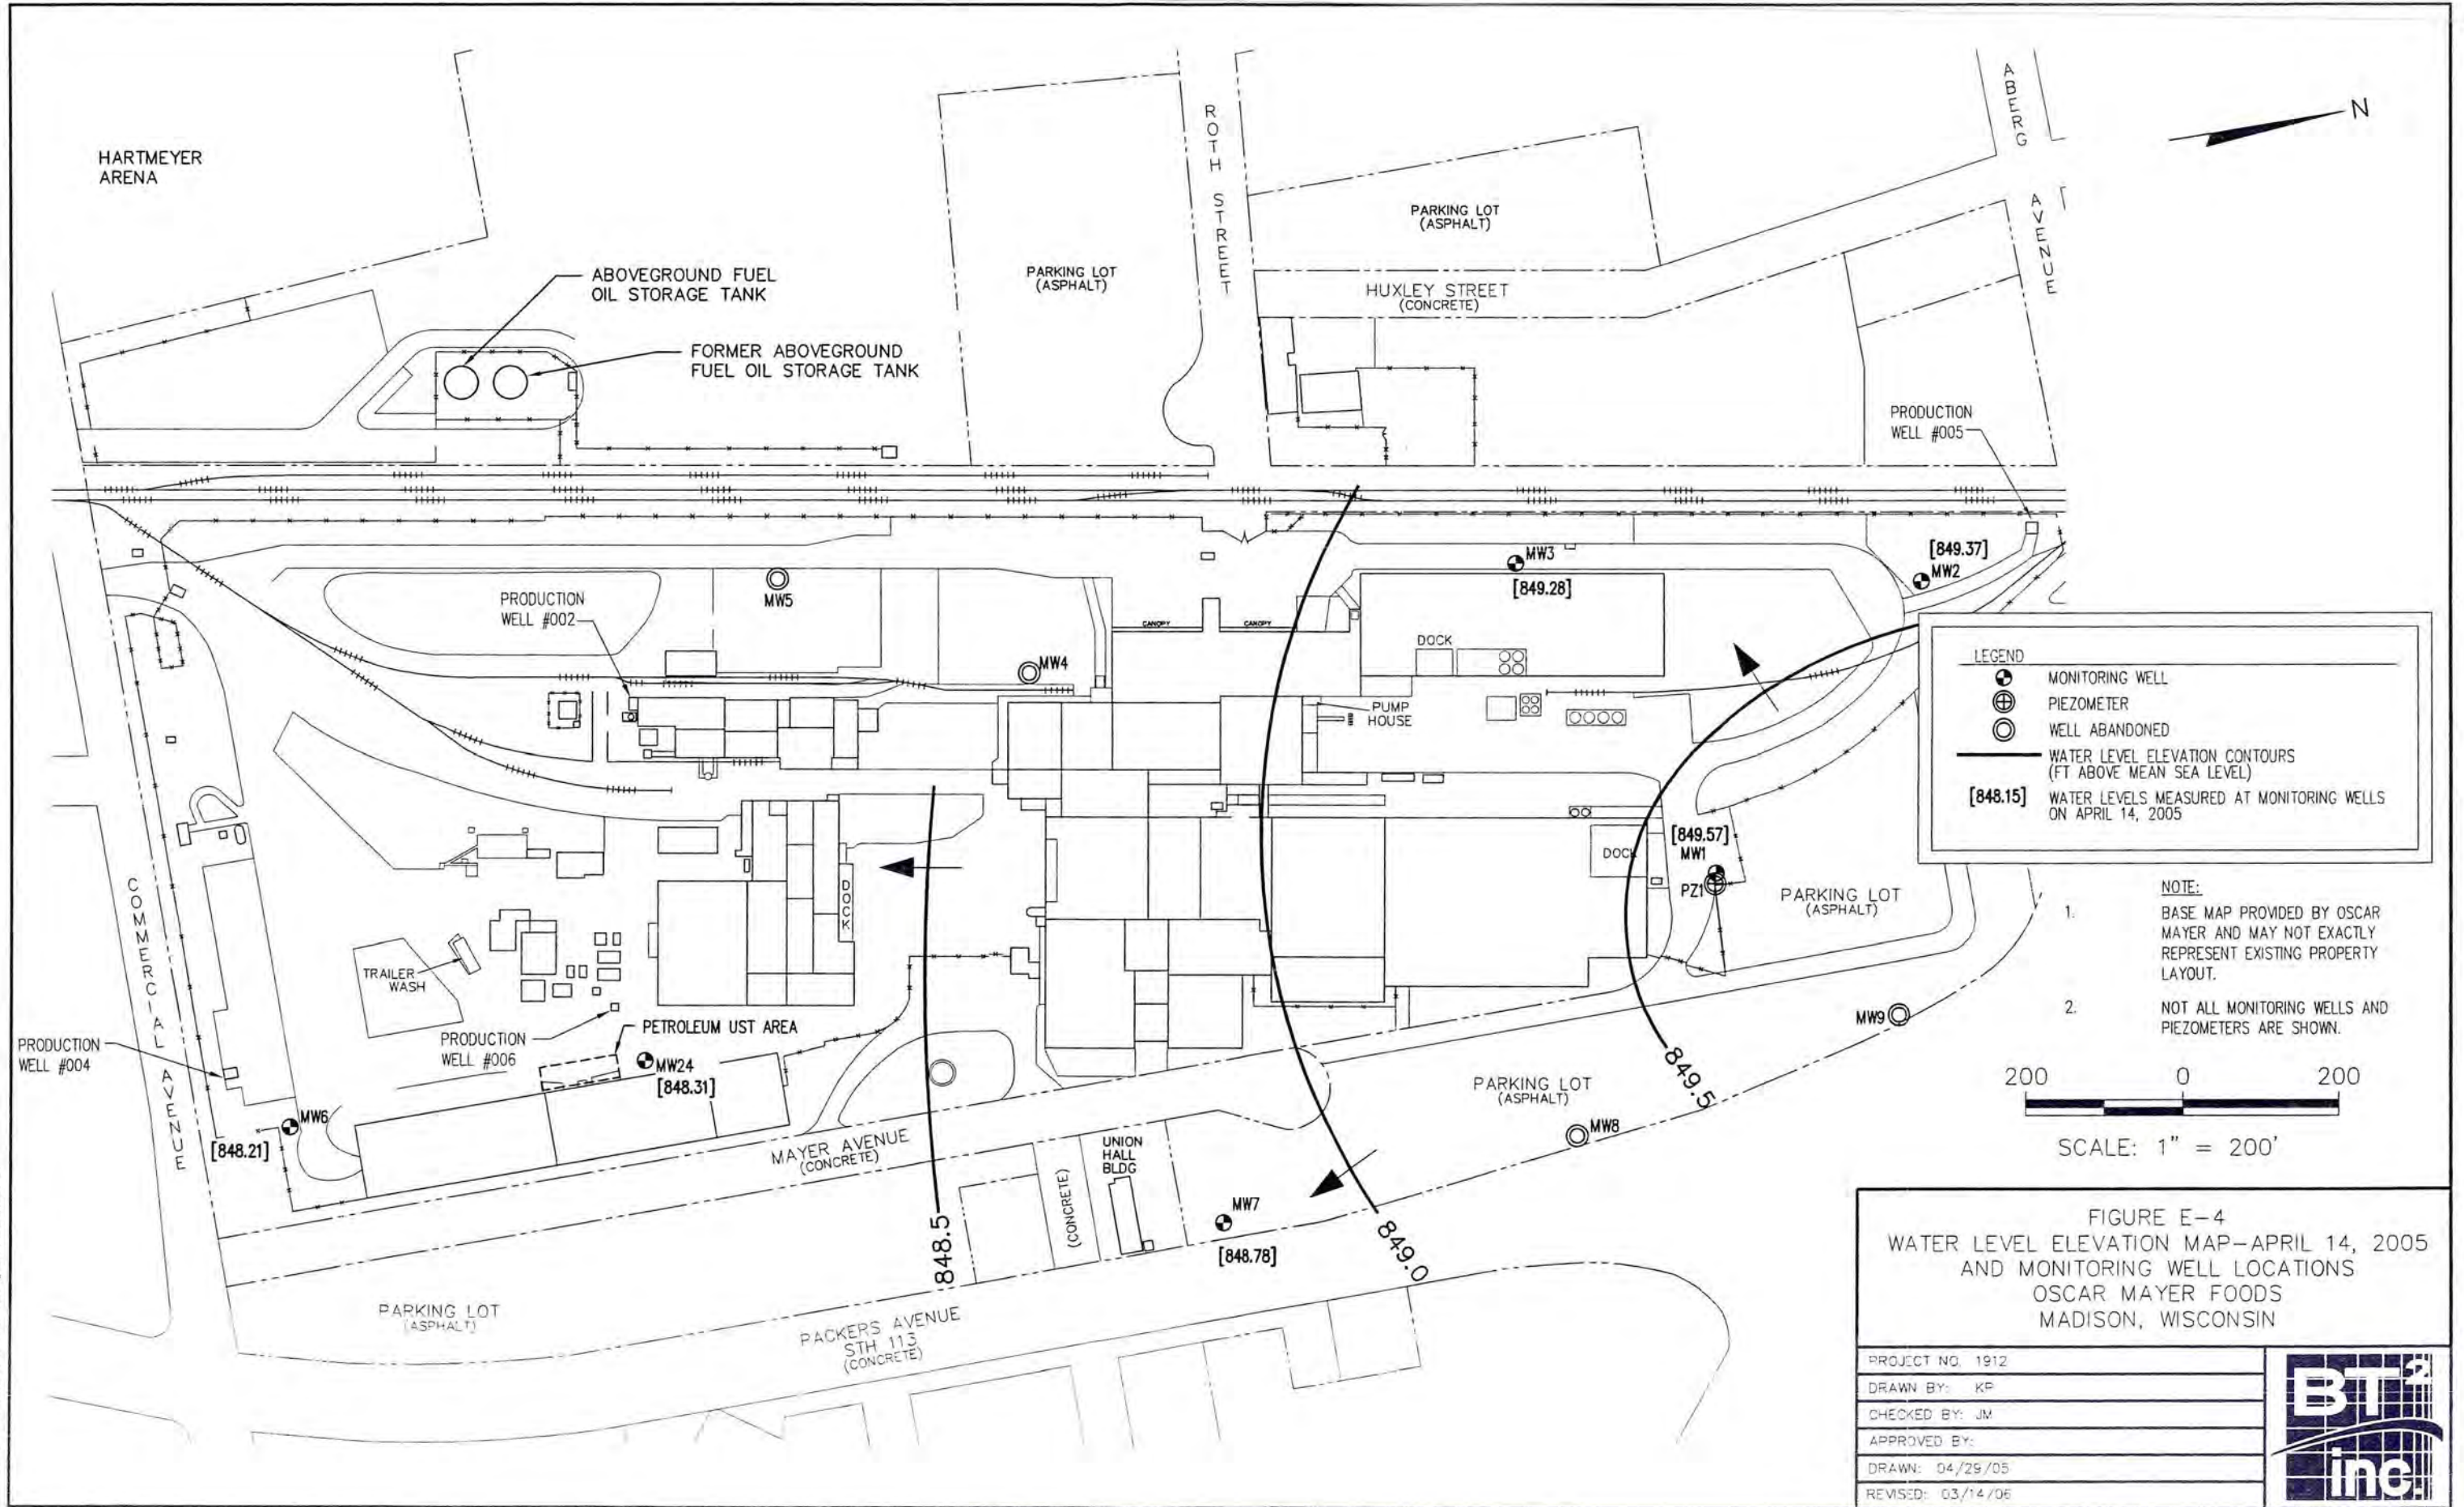 HARTMEYER
ARENA
ABOVEGROUND FUEL
OIL STORAGE TANK
FORMER ABOVEGROUND
FUEL OIL STORAGE TANK
PARKING LOT
(ASPHALT)
ROTH STREET
PARKING LOT
(ASPHALT)
HUXLEY STREET
(CONCRETE)
ABERG AVENUE
N
PRODUCTION
WELL #005
MW3
[849.28]
[849.37]
MW2
MW5
PRODUCTION
WELL #002
MW4
CANOPY
CANOPY
DOCK
PUMP
HOUSE
LEGEND
MONITORING WELL
PIEZOMETER
WELL ABANDONED
WATER LEVEL ELEVATION CONTOURS
(FT ABOVE MEAN SEA LEVEL)
[848.15] WATER LEVELS MEASURED AT MONITORING WELLS
ON APRIL 14, 2005
[849.57]
MW1
PZ1
DOCK
DOCK
PARKING LOT
(ASPHALT)
NOTE:
1. BASE MAP PROVIDED BY OSCAR
MAYER AND MAY NOT EXACTLY
REPRESENT EXISTING PROPERTY
LAYOUT.
2. NOT ALL MONITORING WELLS AND
PIEZOMETERS ARE SHOWN.
COMMERCIAL AVENUE
TRAILER
WASH
PRODUCTION
WELL #004
PRODUCTION
WELL #006
PETROLEUM UST AREA
MW24
[848.31]
MW6
[848.21]
MAYER AVENUE
(CONCRETE)
UNION
HALL
BLDG
(CONCRETE)
MW7
[848.78]
PARKING LOT
(ASPHALT)
MW8
MW9
848.5
849.0
849.5
PARKING LOT
(ASPHALT)
PACKERS AVENUE
STH 113
(CONCRETE)
200 0 200
SCALE: 1" = 200'
FIGURE E-4
WATER LEVEL ELEVATION MAP-APRIL 14, 2005
AND MONITORING WELL LOCATIONS
OSCAR MAYER FOODS
MADISON, WISCONSIN
PROJECT NO. 1912
DRAWN BY: KP
CHECKED BY: JM
APPROVED BY:
DRAWN: 04/29/05
REVISED: 03/14/06
BT²
inc.